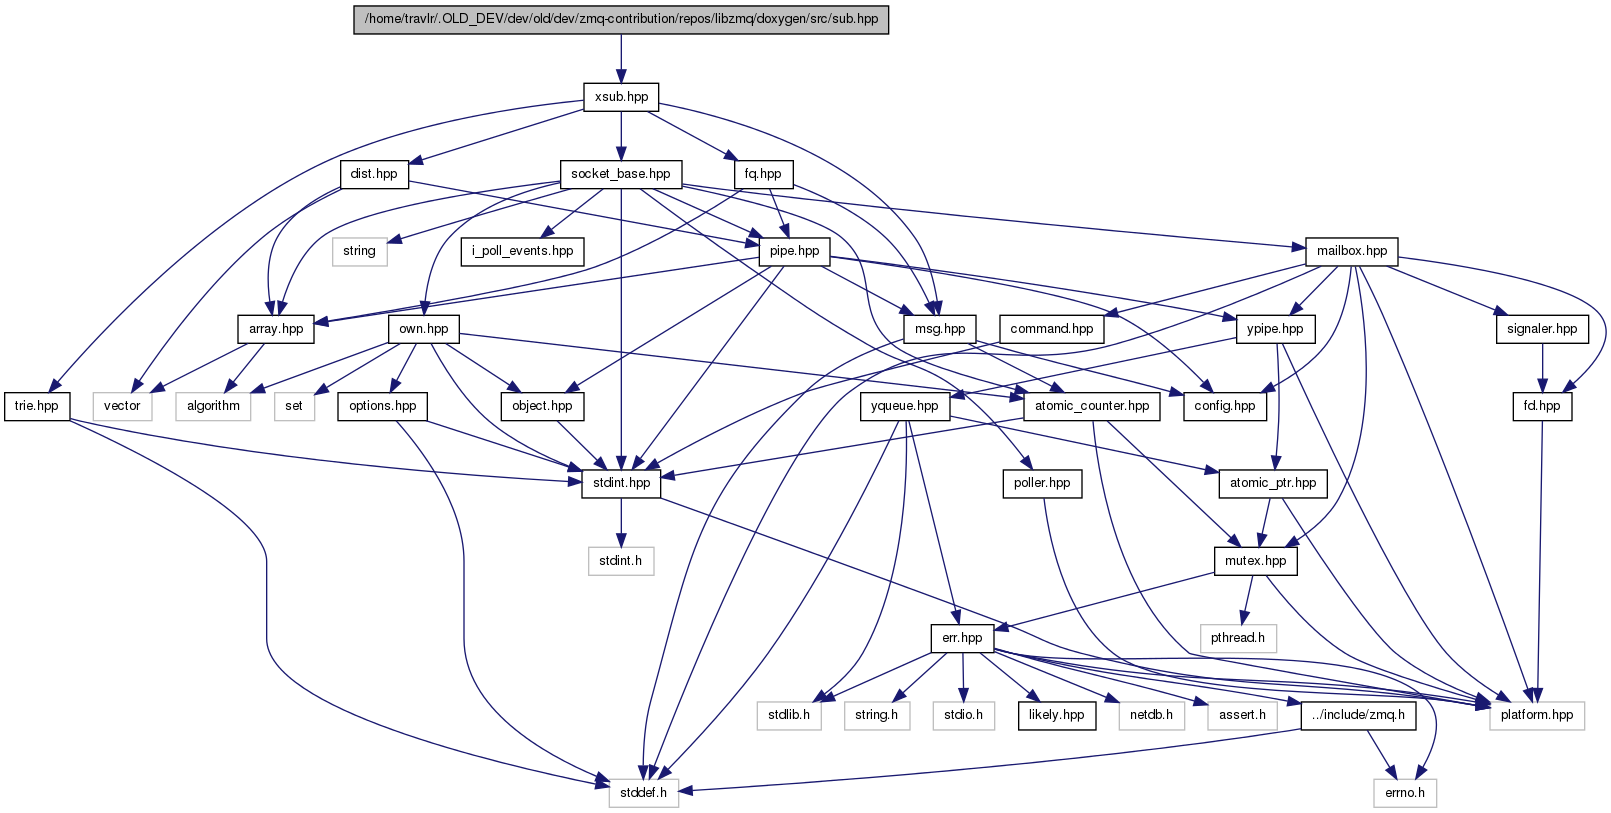 /home/travlr/.OLD_DEV/dev/old/dev/zmq-contribution/repos/libzmq/doxygen/src/sub.hpp
xsub.hpp
dist.hpp
socket_base.hpp
fq.hpp
string
i_poll_events.hpp
pipe.hpp
mailbox.hpp
array.hpp
own.hpp
msg.hpp
command.hpp
ypipe.hpp
signaler.hpp
trie.hpp
vector
algorithm
set
options.hpp
object.hpp
yqueue.hpp
atomic_counter.hpp
config.hpp
fd.hpp
stdint.hpp
poller.hpp
atomic_ptr.hpp
stdint.h
mutex.hpp
err.hpp
pthread.h
stdlib.h
string.h
stdio.h
likely.hpp
netdb.h
assert.h
../include/zmq.h
platform.hpp
stddef.h
errno.h